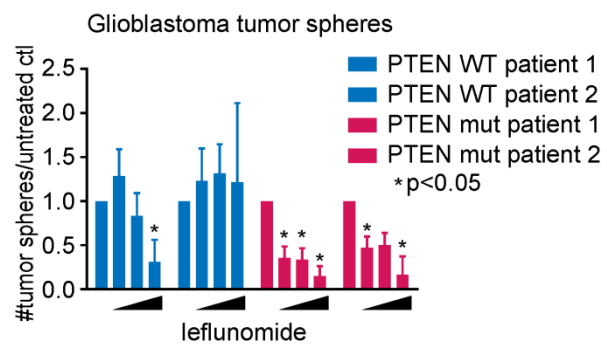 Glioblastoma tumor spheres
#tumor spheres/untreated ctl
2.5
2.0
1.5
1.0
0.5
0.0
*
* * *
* *
leflunomide
PTEN WT patient 1
PTEN WT patient 2
PTEN mut patient 1
PTEN mut patient 2
*p<0.05